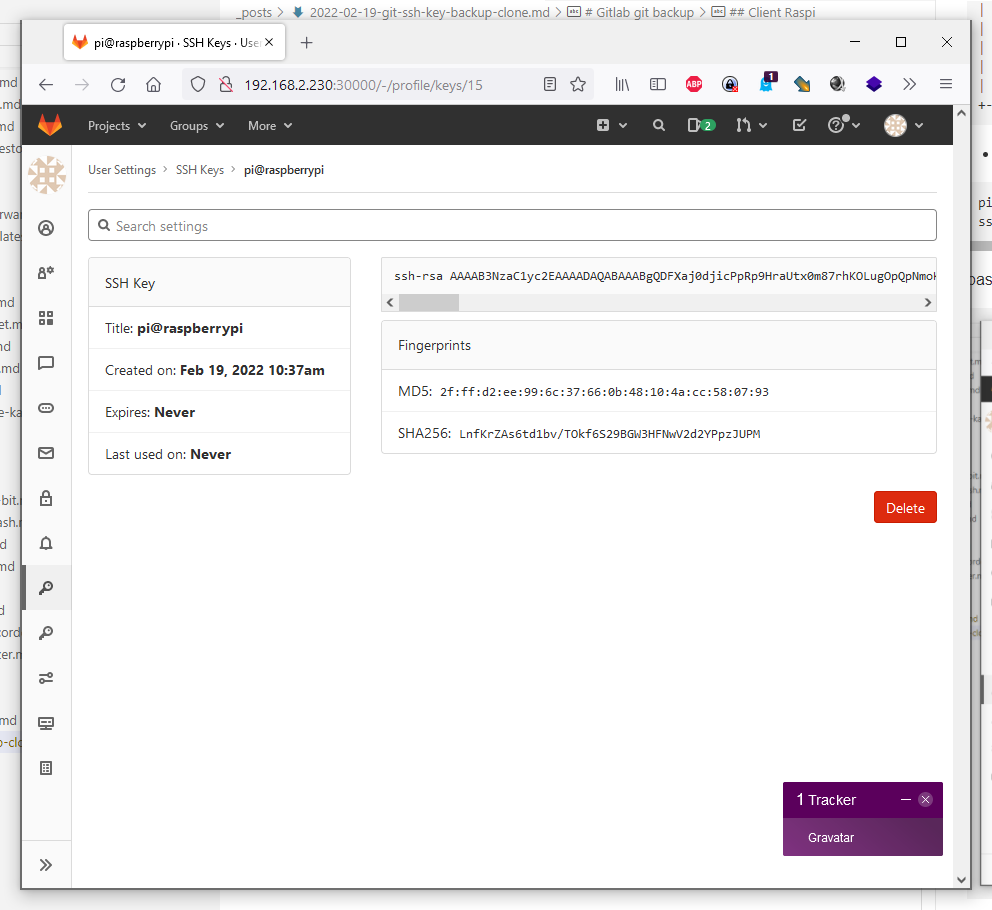 _posts > 2022-02-19-git-ssh-key-backup-clone.md > # Gitlab git backup > ## Client Raspi
pi@raspberrypi · SSH Keys · Use
192.168.2.230:30000/-/profile/keys/15
ABP
1
Projects
Groups
More
2
User Settings > SSH Keys > pi@raspberrypi
Search settings
SSH Key
Title: pi@raspberrypi
Created on: Feb 19, 2022 10:37am
Expires: Never
Last used on: Never
ssh-rsa AAAAB3NzaC1yc2EAAAADAQABAAABgQDFXaj0djicPpRp9HraUtx0m87rhKOLugOpQpNmo
Fingerprints
MD5: 2f:ff:d2:ee:99:6c:37:66:0b:48:10:4a:cc:58:07:93
SHA256: LnfKrZAs6td1bv/TOkf6S29BGW3HFNwV2d2YPpzJUPM
Delete
1 Tracker
Gravatar